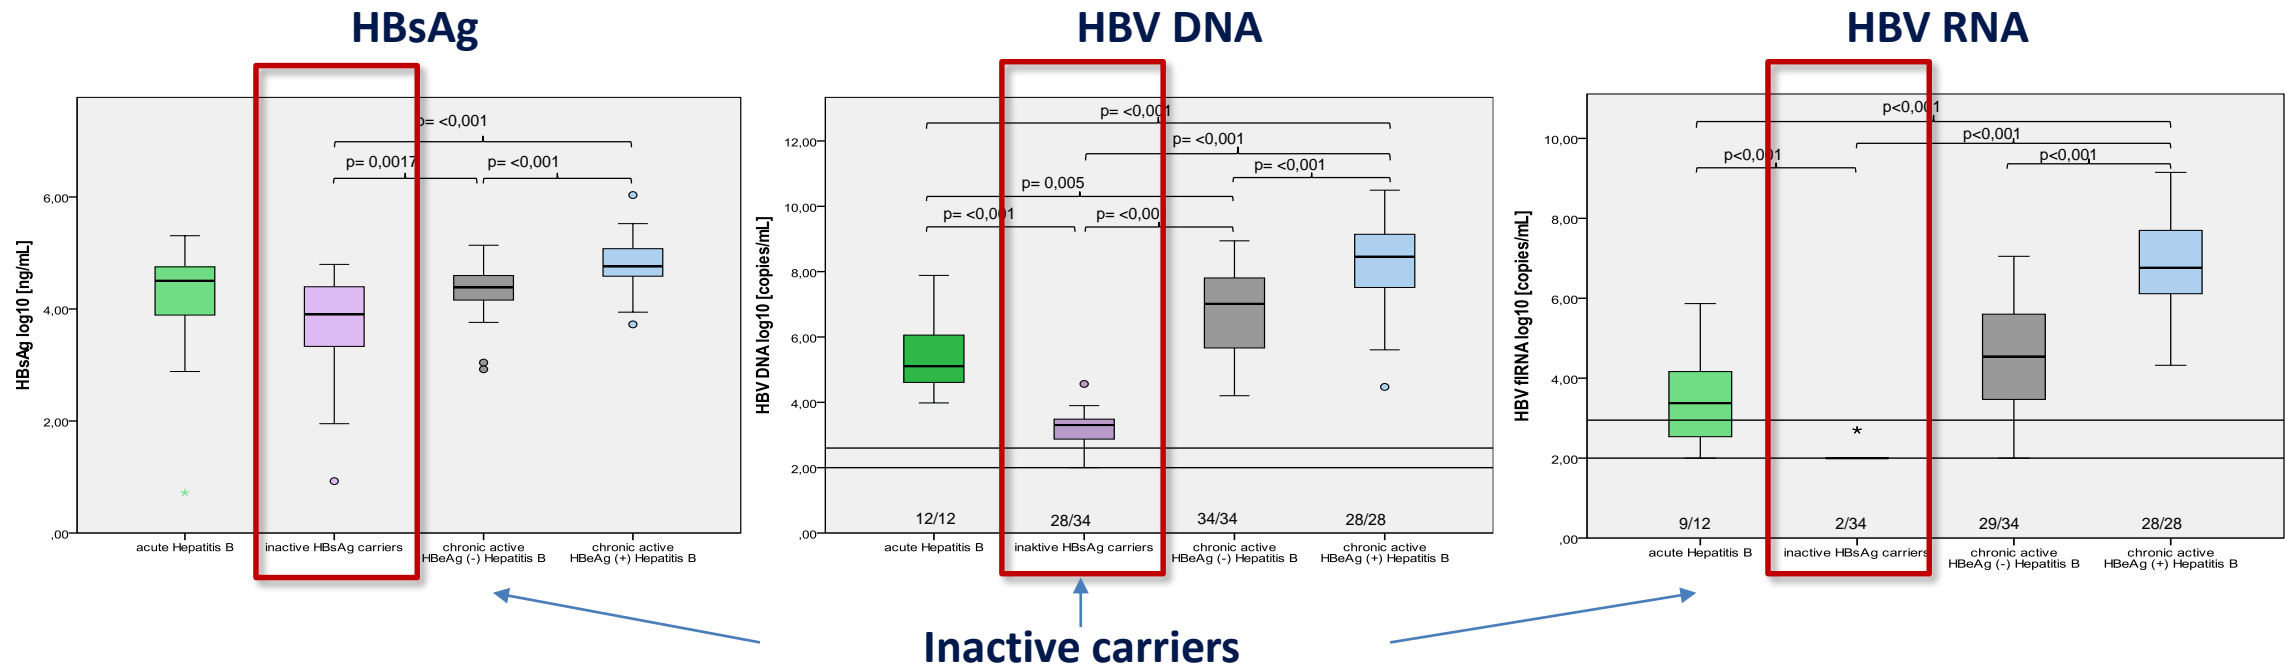 HBsAg
HBsAg log10 [ng/mL]
6,00
4,00
2,00
,00
p= <0,001
p= 0,0017
p= <0,001
acute Hepatitis B
inactive HBsAg carriers
chronic active
HBeAg (-) Hepatitis B
chronic active
HBeAg (+) Hepatitis B
HBV DNA
HBV DNA log10 [copies/mL]
12,00
10,00
8,00
6,00
4,00
2,00
,00
p= <0,001
p= <0,001
p= <0,001
p= 0,005
p= <0,001
p= <0,00
12/12
28/34
34/34
28/28
acute Hepatitis B
inaktive HBsAg carriers
chronic active
HBeAg (-) Hepatitis B
chronic active
HBeAg (+) Hepatitis B
HBV RNA
HBV flRNA log10 [copies/mL]
10,00
8,00
6,00
4,00
2,00
,00
p<0,001
p<0,001
p<0,001
p<0,001
9/12
2/34
29/34
28/28
acute Hepatitis B
inactive HBsAg carriers
chronic active
HBeAg (-) Hepatitis B
chronic active
HBeAg (+) Hepatitis B
Inactive carriers